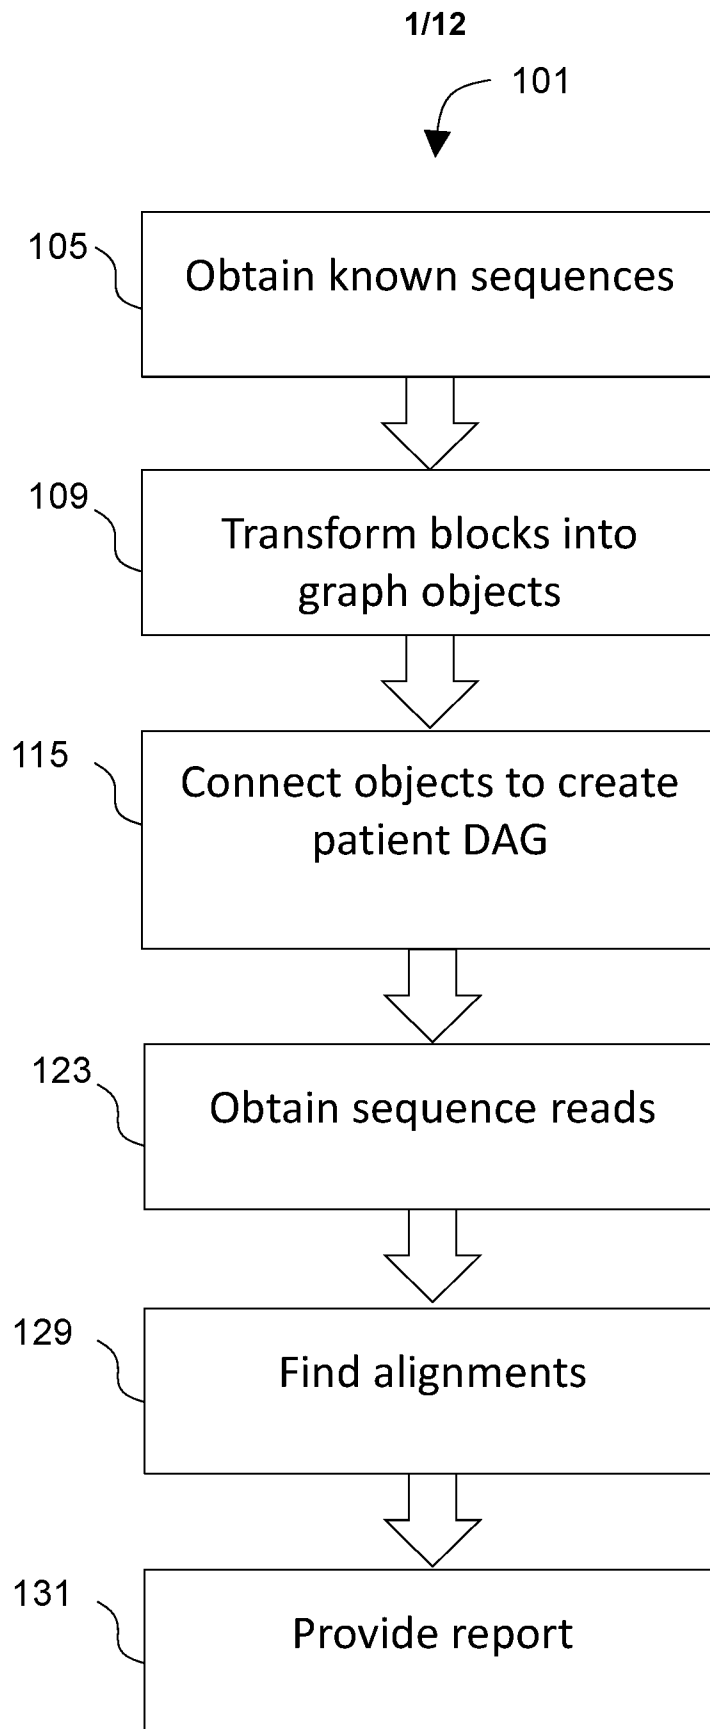 1/12
101
105
Obtain known sequences
109
Transform blocks into
graph objects
115
Connect objects to create
patient DAG
123
Obtain sequence reads
129
Find alignments
131
Provide report